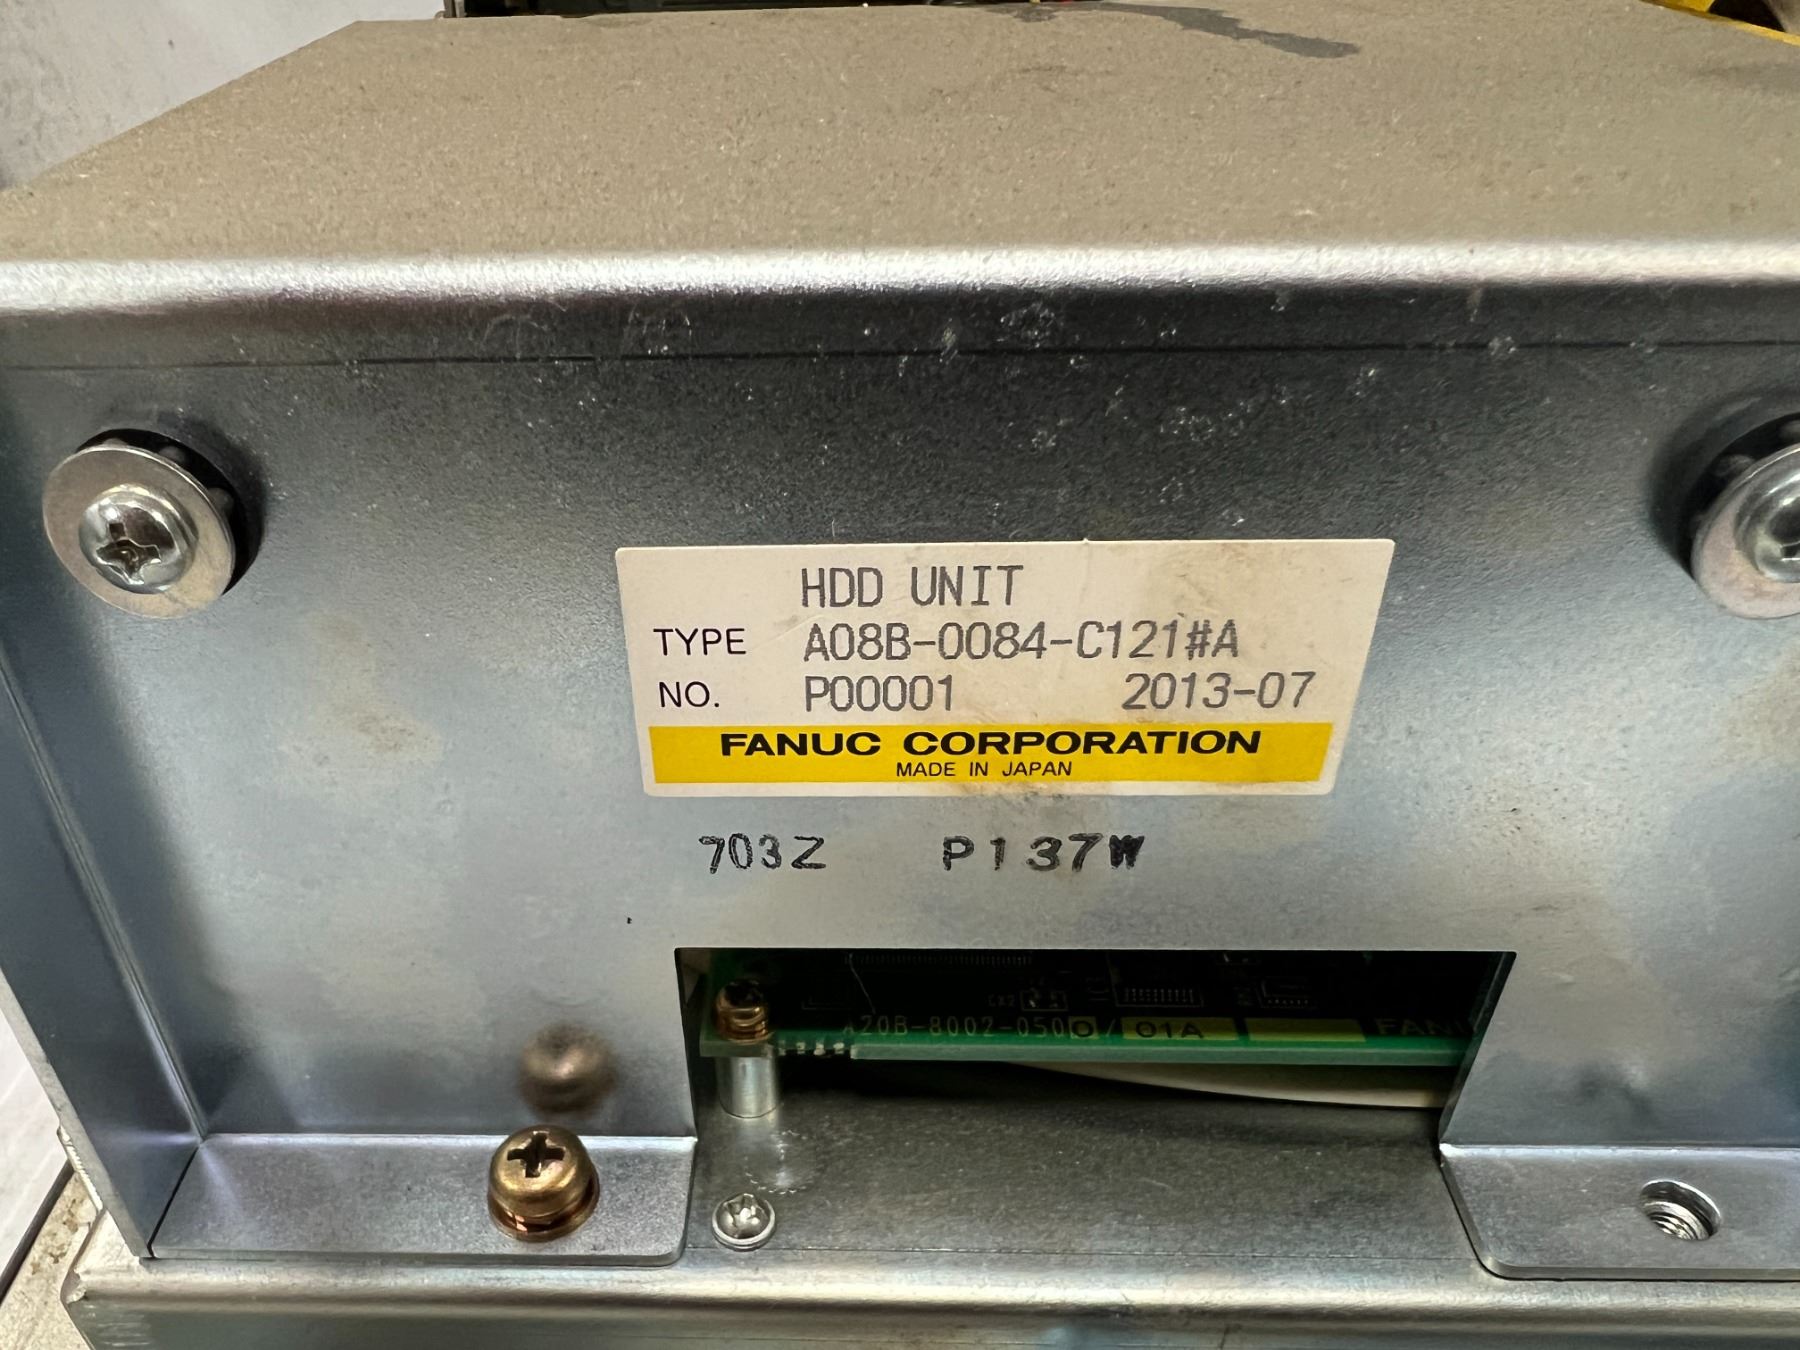 HDD UNIT
TYPE A08B-0084-C121#A
NO. P00001 2013-07
FANUC CORPORATION
MADE IN JAPAN
703Z P137W
A20B-8002-0500/01A FANU